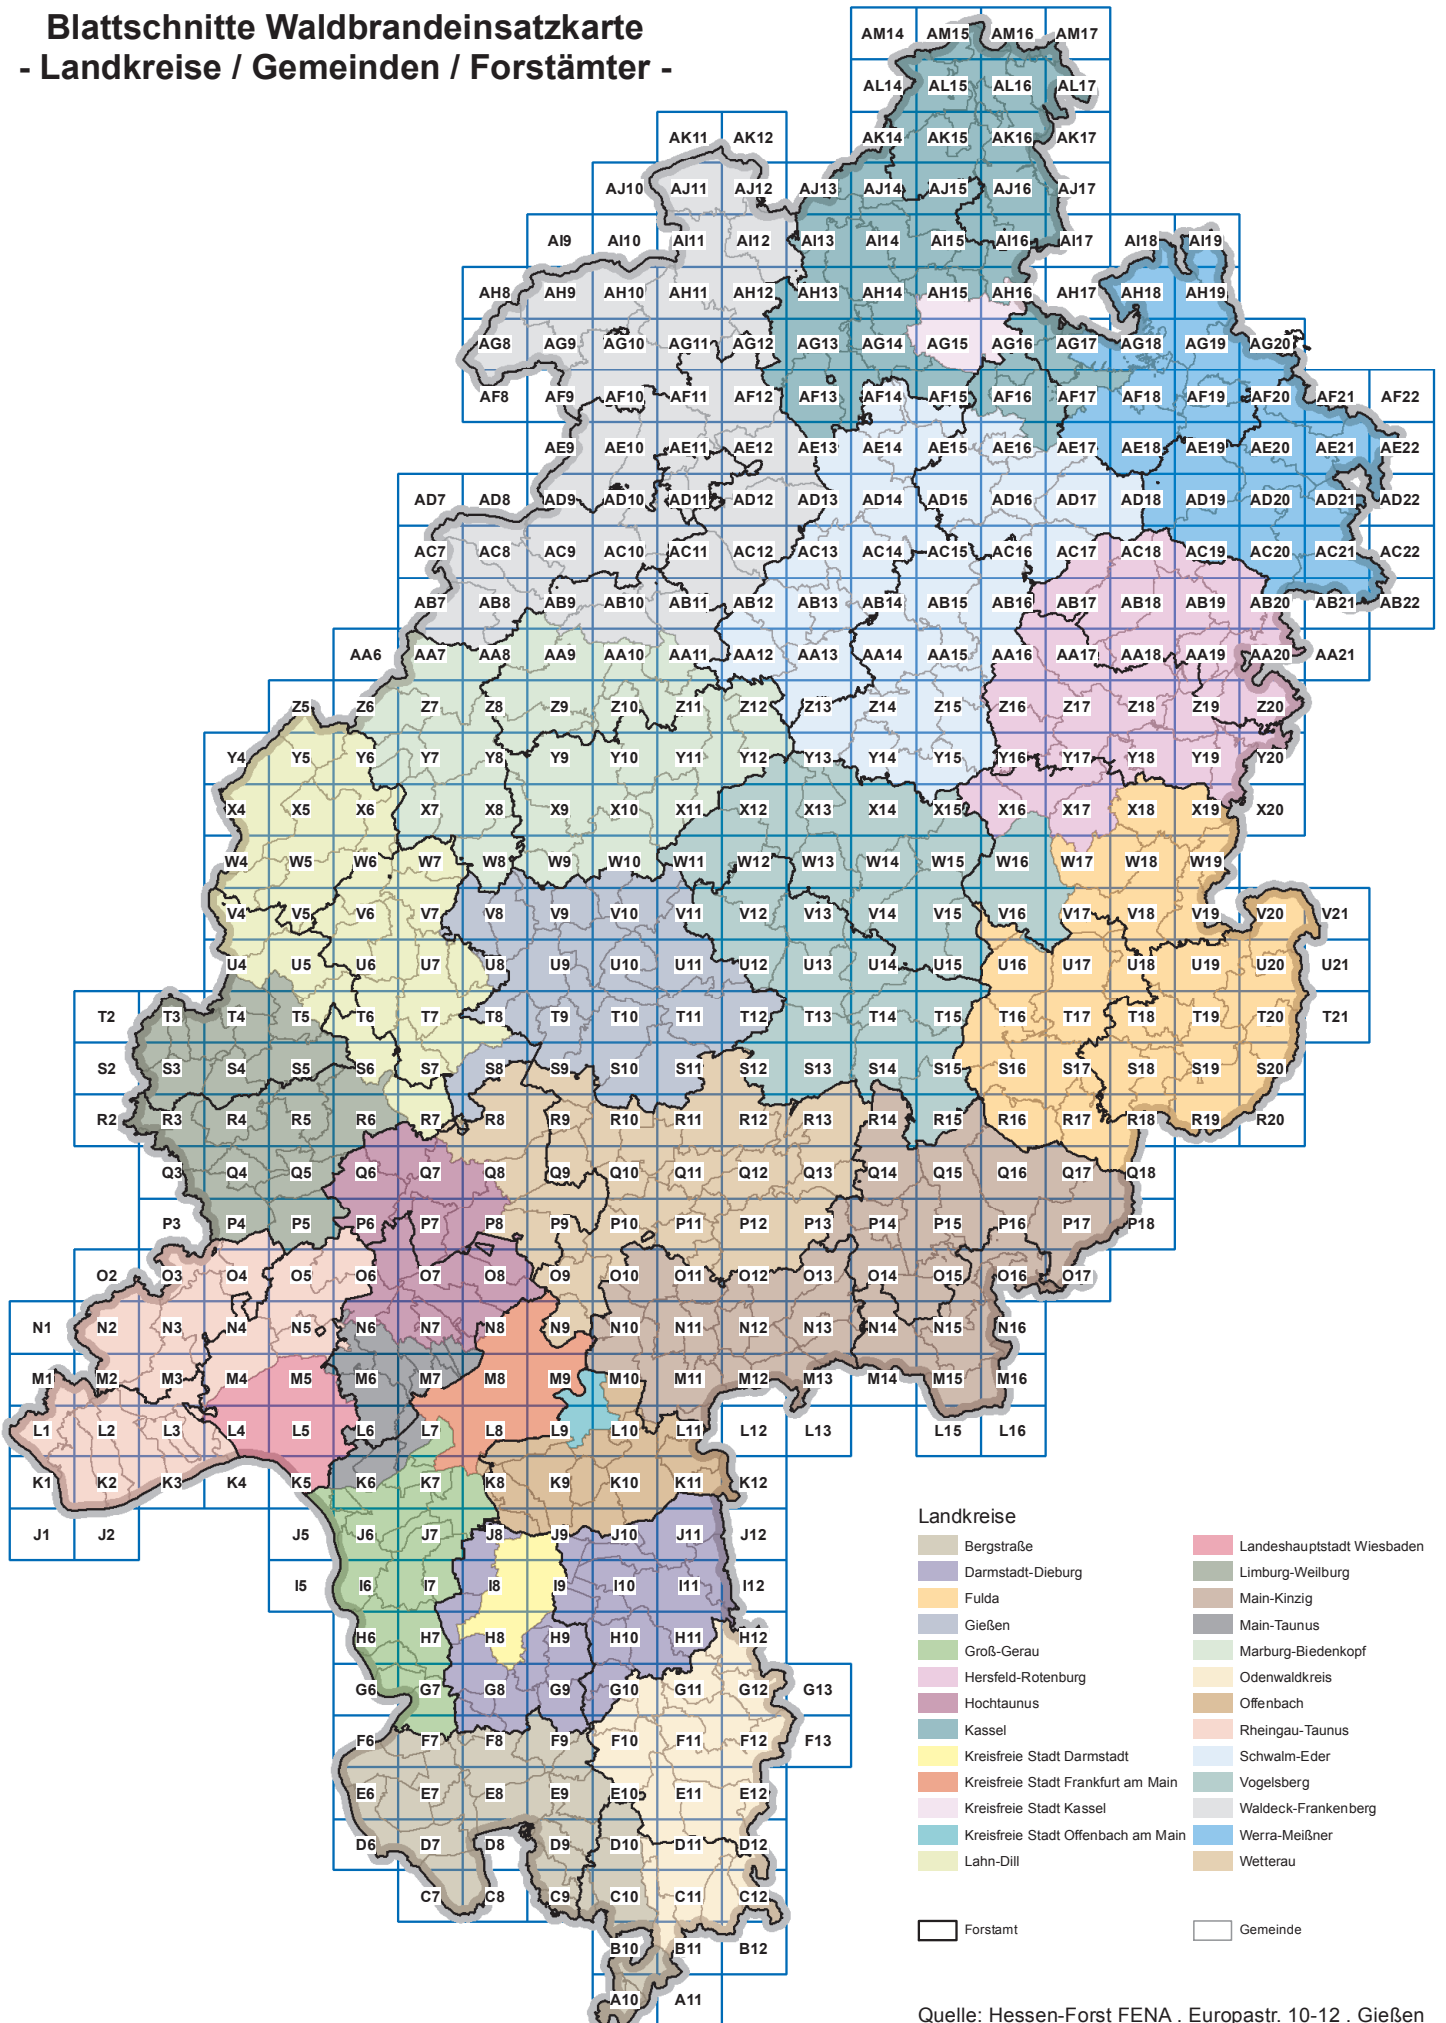 Blattschnitte Waldbrandeinsatzkarte
- Landkreise / Gemeinden / Forstämter -
AM14 AM15 AM16 AM17
AL14 AL15 AL16 AL17
AK11 AK12 AK14 AK15 AK16 AK17
AJ10 AJ11 AJ12 AJ13 AJ14 AJ15 AJ16 AJ17
AI9 AI10 AI11 AI12 AI13 AI14 AI15 AI16 AI17 AI18 AI19
AH8 AH9 AH10 AH11 AH12 AH13 AH14 AH15 AH16 AH17 AH18 AH19
AG8 AG9 AG10 AG11 AG12 AG13 AG14 AG15 AG16 AG17 AG18 AG19 AG20
AF8 AF9 AF10 AF11 AF12 AF13 AF14 AF15 AF16 AF17 AF18 AF19 AF20 AF21 AF22
AE9 AE10 AE11 AE12 AE13 AE14 AE15 AE16 AE17 AE18 AE19 AE20 AE21 AE22
AD7 AD8 AD9 AD10 AD11 AD12 AD13 AD14 AD15 AD16 AD17 AD18 AD19 AD20 AD21 AD22
AC7 AC8 AC9 AC10 AC11 AC12 AC13 AC14 AC15 AC16 AC17 AC18 AC19 AC20 AC21 AC22
AB7 AB8 AB9 AB10 AB11 AB12 AB13 AB14 AB15 AB16 AB17 AB18 AB19 AB20 AB21 AB22
AA6 AA7 AA8 AA9 AA10 AA11 AA12 AA13 AA14 AA15 AA16 AA17 AA18 AA19 AA20 AA21
Z5 Z6 Z7 Z8 Z9 Z10 Z11 Z12 Z13 Z14 Z15 Z16 Z17 Z18 Z19 Z20
Y4 Y5 Y6 Y7 Y8 Y9 Y10 Y11 Y12 Y13 Y14 Y15 Y16 Y17 Y18 Y19 Y20
X4 X5 X6 X7 X8 X9 X10 X11 X12 X13 X14 X15 X16 X17 X18 X19 X20
W4 W5 W6 W7 W8 W9 W10 W11 W12 W13 W14 W15 W16 W17 W18 W19
V4 V5 V6 V7 V8 V9 V10 V11 V12 V13 V14 V15 V16 V17 V18 V19 V20 V21
U4 U5 U6 U7 U8 U9 U10 U11 U12 U13 U14 U15 U16 U17 U18 U19 U20 U21
T2 T3 T4 T5 T6 T7 T8 T9 T10 T11 T12 T13 T14 T15 T16 T17 T18 T19 T20 T21
S2 S3 S4 S5 S6 S7 S8 S9 S10 S11 S12 S13 S14 S15 S16 S17 S18 S19 S20
R2 R3 R4 R5 R6 R7 R8 R9 R10 R11 R12 R13 R14 R15 R16 R17 R18 R19 R20
Q3 Q4 Q5 Q6 Q7 Q8 Q9 Q10 Q11 Q12 Q13 Q14 Q15 Q16 Q17 Q18
P3 P4 P5 P6 P7 P8 P9 P10 P11 P12 P13 P14 P15 P16 P17 P18
O2 O3 O4 O5 O6 O7 O8 O9 O10 O11 O12 O13 O14 O15 O16 O17
N1 N2 N3 N4 N5 N6 N7 N8 N9 N10 N11 N12 N13 N14 N15 N16
M1 M2 M3 M4 M5 M6 M7 M8 M9 M10 M11 M12 M13 M14 M15 M16
L1 L2 L3 L4 L5 L6 L7 L8 L9 L10 L11 L12 L13 L15 L16
K1 K2 K3 K4 K5 K6 K7 K8 K9 K10 K11 K12
J1 J2 J5 J6 J7 J8 J9 J10 J11 J12
I5 I6 I7 I8 I9 I10 I11 I12
H6 H7 H8 H9 H10 H11 H12
G6 G7 G8 G9 G10 G11 G12 G13
F6 F7 F8 F9 F10 F11 F12 F13
E6 E7 E8 E9 E10 E11 E12
D6 D7 D8 D9 D10 D11 D12
C7 C8 C9 C10 C11 C12
B10 B11 B12
A10 A11
Landkreise
Bergstraße
Darmstadt-Dieburg
Fulda
Gießen
Groß-Gerau
Hersfeld-Rotenburg
Hochtaunus
Kassel
Kreisfreie Stadt Darmstadt
Kreisfreie Stadt Frankfurt am Main
Kreisfreie Stadt Kassel
Kreisfreie Stadt Offenbach am Main
Lahn-Dill
Landeshauptstadt Wiesbaden
Limburg-Weilburg
Main-Kinzig
Main-Taunus
Marburg-Biedenkopf
Odenwaldkreis
Offenbach
Rheingau-Taunus
Schwalm-Eder
Vogelsberg
Waldeck-Frankenberg
Werra-Meißner
Wetterau
Forstamt
Gemeinde
Quelle: Hessen-Forst FENA . Europastr. 10-12 . Gießen